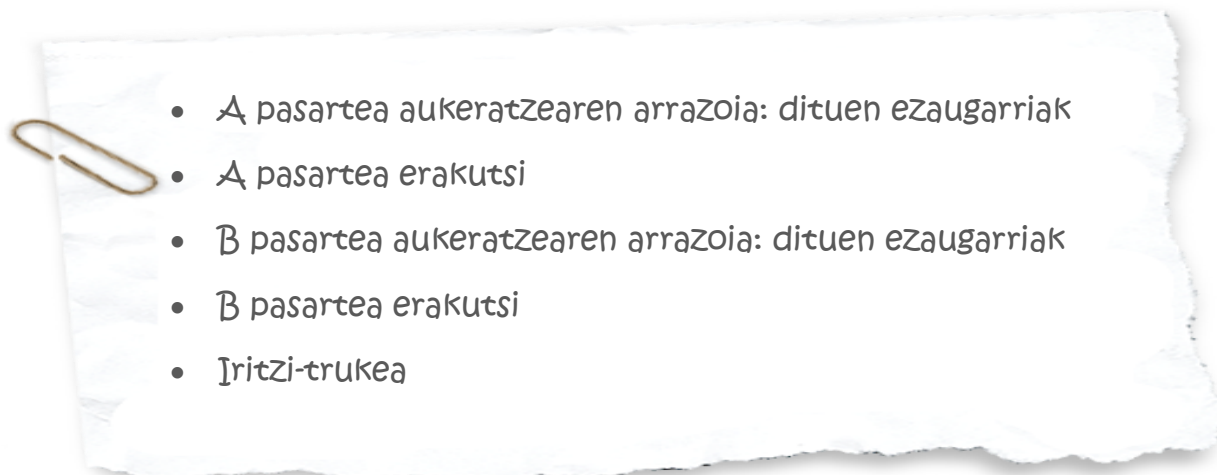 • A pasartea aukeratzearen arrazoia: dituen ezaugarriak
• A pasartea erakutsi
• B pasartea aukeratzearen arrazoia: dituen ezaugarriak
• B pasartea erakutsi
• Iritzi-trukea